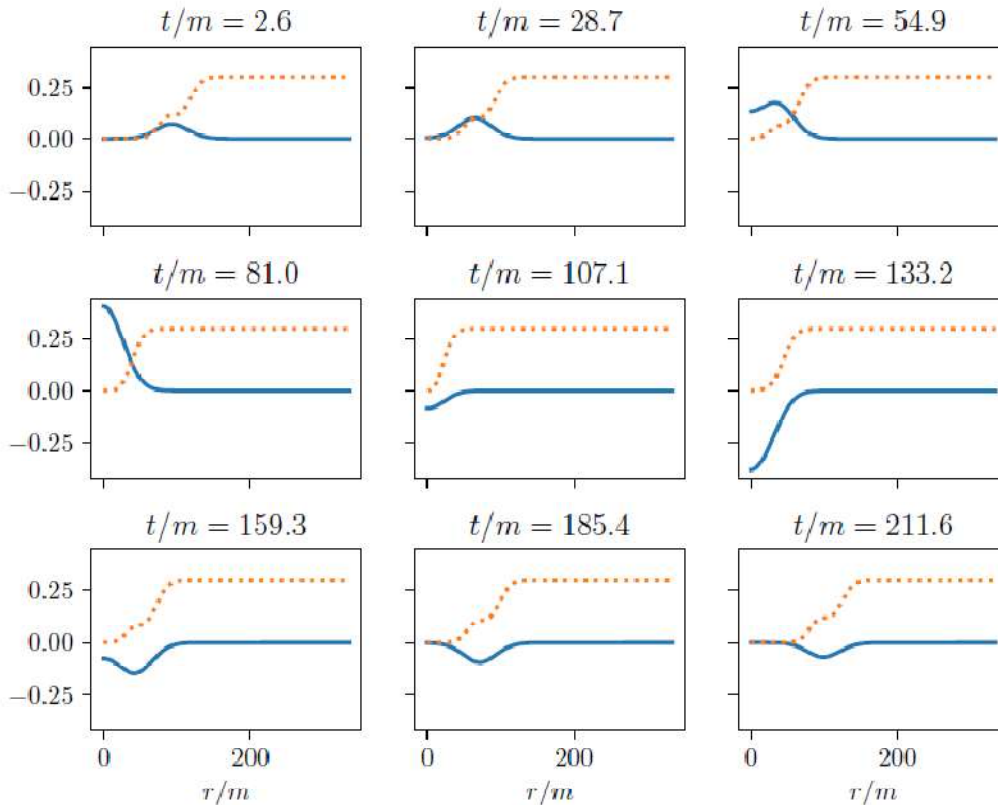 t/m = 2.6
t/m = 28.7
t/m = 54.9
0.25
0.00
−0.25
t/m = 81.0
t/m = 107.1
t/m = 133.2
0.25
0.00
−0.25
t/m = 159.3
t/m = 185.4
t/m = 211.6
0.25
0.00
−0.25
0 200
0 200
0 200
r/m
r/m
r/m